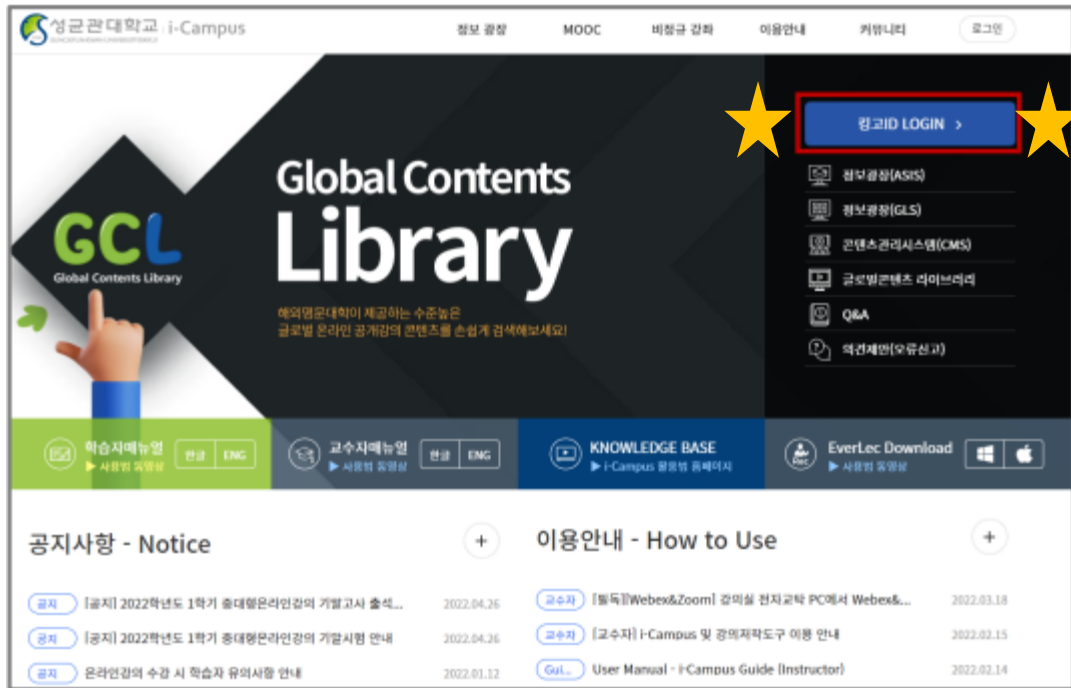 성균관대학교 i-Campus
정보 광장 MOOC 비정규 강좌 이용안내 커뮤니티 로그인
킹고ID LOGIN >
정보광장(ASIS)
정보광장(GLS)
콘텐츠관리시스템(CMS)
글로벌콘텐츠 라이브러리
Q&A
의견제안(오류신고)
GCL
Global Contents Library
Global Contents
Library
해외명문대학이 제공하는 수준높은
글로벌 온라인 공개강의 콘텐츠를 손쉽게 검색해보세요!
학습자매뉴얼 한글 ENG
▶ 사용법 동영상
교수자매뉴얼 한글 ENG
▶ 사용법 동영상
KNOWLEDGE BASE
▶ i-Campus 활용법 홈페이지
Rec
EverLec Download
▶ 사용법 동영상
공지사항 - Notice +
공지 [공지] 2022학년도 1학기 중대형온라인강의 기말고사 출석... 2022.04.26
공지 [공지] 2022학년도 1학기 중대형온라인강의 기말시험 안내 2022.04.26
공지 온라인강의 수강 시 학습자 유의사항 안내 2022.01.12
이용안내 - How to Use +
교수자 [필독][Webex&Zoom] 강의실 전자교탁 PC에서 Webex&... 2022.03.18
교수자 [교수자] i-Campus 및 강의저작도구 이용 안내 2022.02.15
Gui... User Manual - i-Campus Guide (Instructor) 2022.02.14